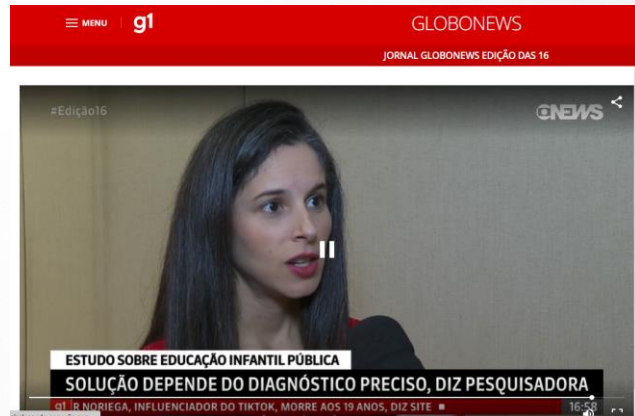 MENU
g1
GLOBONEWS
JORNAL GLOBONEWS EDIÇÃO DAS 16
#Edição16
GNEWS
ESTUDO SOBRE EDUCAÇÃO INFANTIL PÚBLICA
SOLUÇÃO DEPENDE DO DIAGNÓSTICO PRECISO, DIZ PESQUISADORA
g1 R NORIEGA, INFLUENCIADOR DO TIKTOK, MORRE AOS 19 ANOS, DIZ SITE
16:58